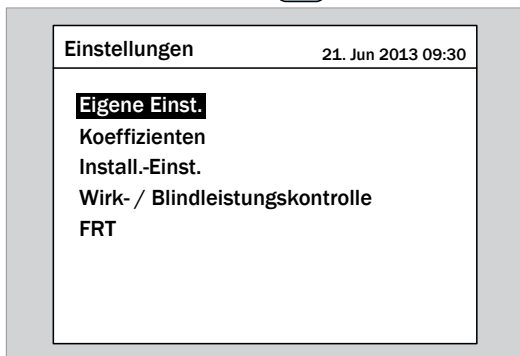 Einstellungen 21. Jun 2013 09:30
Eigene Einst.
Koeffizienten
Install.-Einst.
Wirk- / Blindleistungskontrolle
FRT